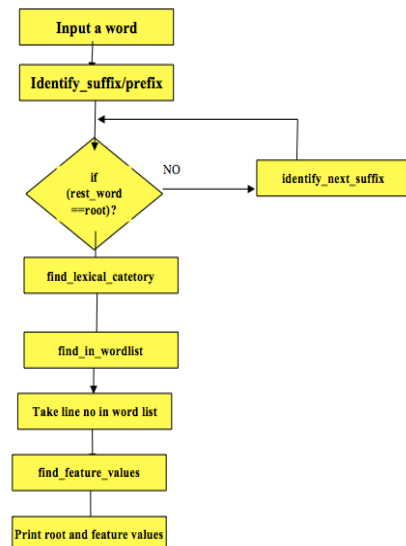 Input a word
Identify_suffix/prefix
if
(rest_word
==root)?
NO
identify_next_suffix
find_lexical_catetory
find_in_wordlist
Take line no in word list
find_feature_values
Print root and feature values